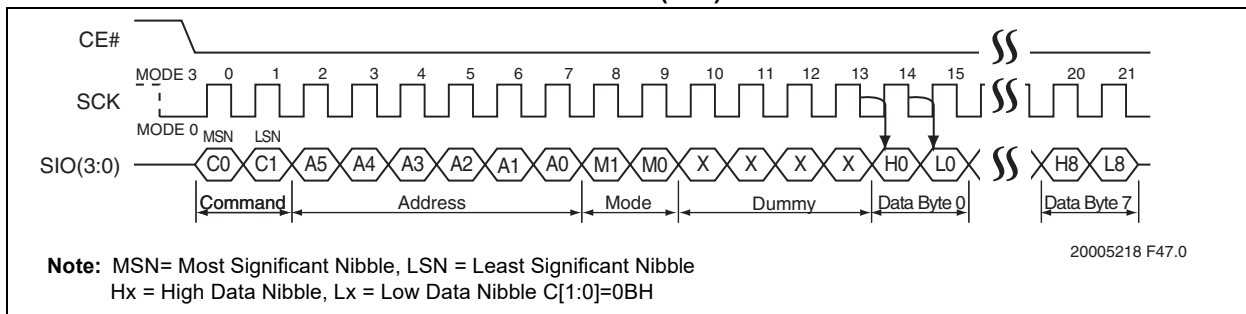 CE#
MODE 3 0 1 2 3 4 5 6 7 8 9 10 11 12 13 14 15 20 21
SCK
MODE 0 MSN LSN
SIO(3:0) C0 C1 A5 A4 A3 A2 A1 A0 M1 M0 X X X X H0 L0 H8 L8
Command Address Mode Dummy Data Byte 0 Data Byte 7
20005218 F47.0
Note: MSN= Most Significant Nibble, LSN = Least Significant Nibble
Hx = High Data Nibble, Lx = Low Data Nibble C[1:0]=0BH